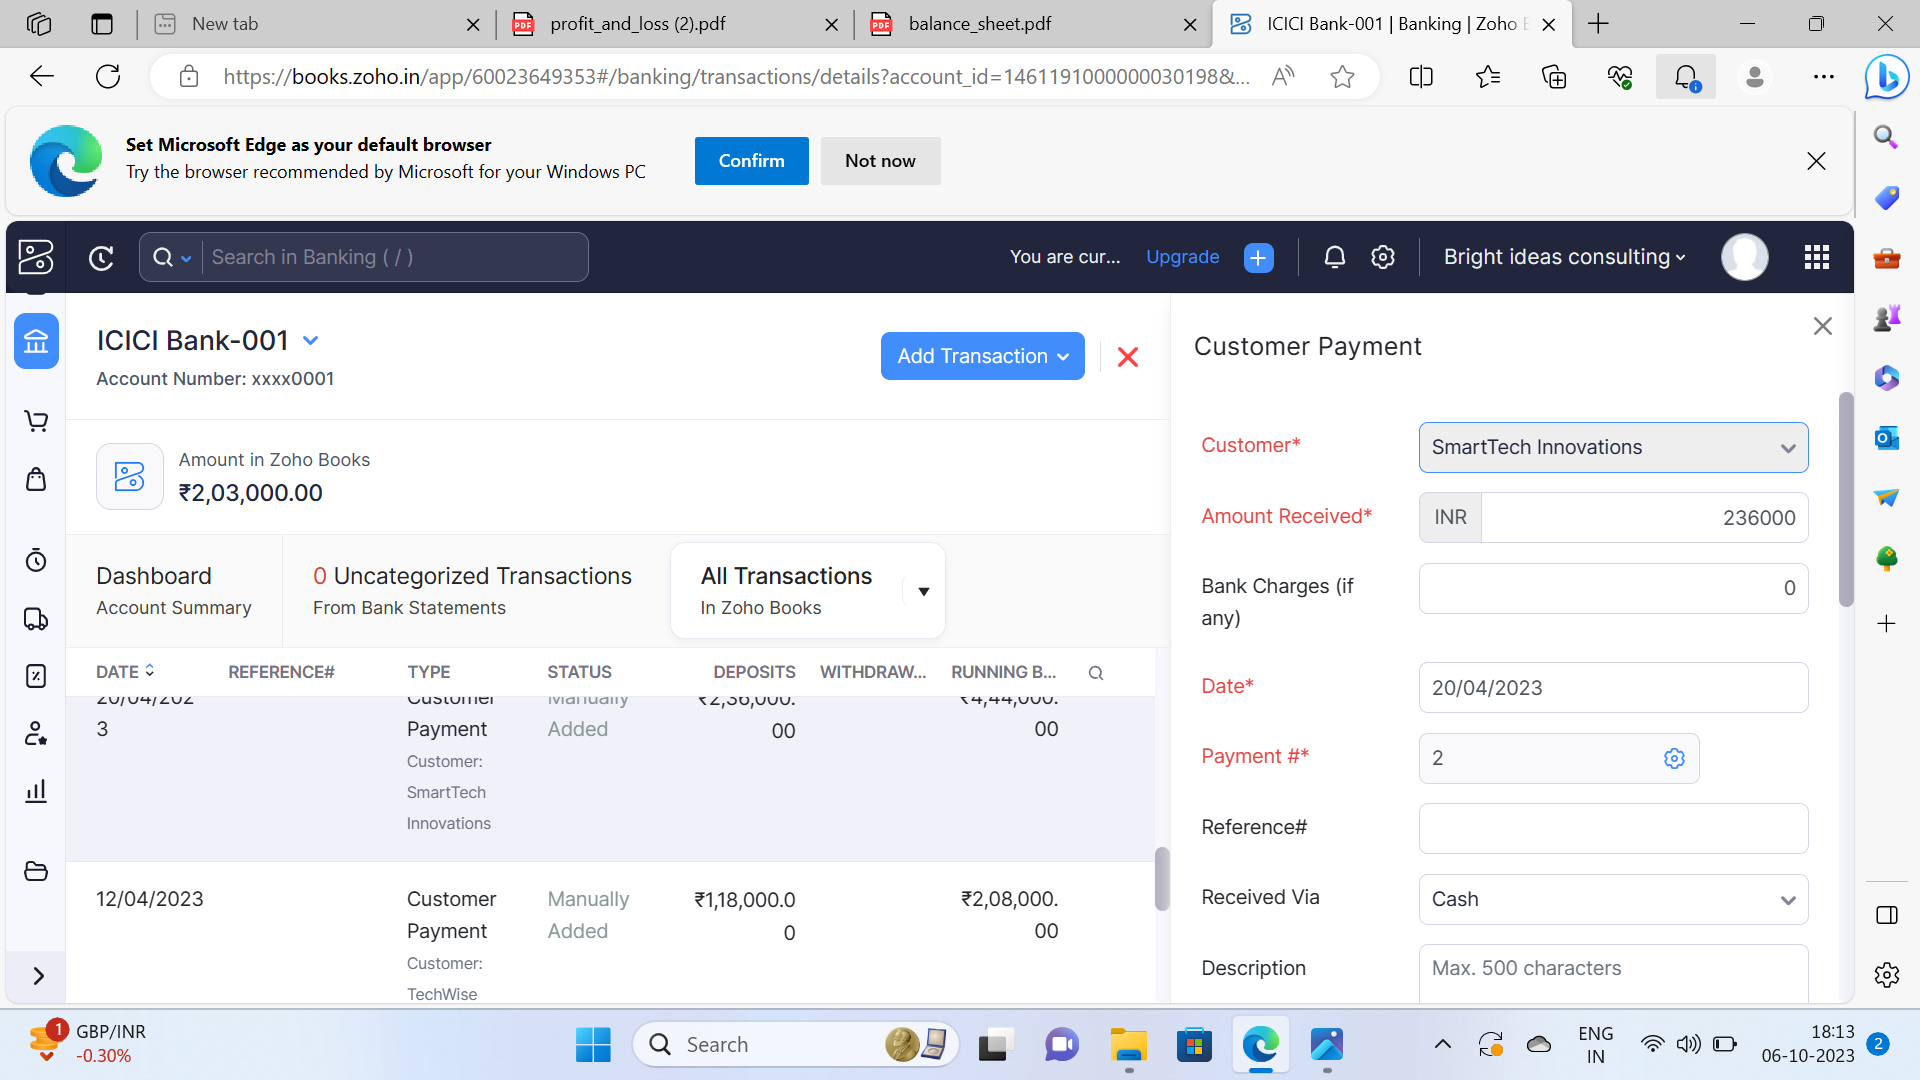 New tab
profit_and_loss (2).pdf
balance_sheet.pdf
ICICI Bank-001 | Banking | Zoho B
https://books.zoho.in/app/60023649353#/banking/transactions/details?account_id=1461191000000030198&...
Set Microsoft Edge as your default browser
Try the browser recommended by Microsoft for your Windows PC
Confirm
Not now
Search in Banking ( / )
You are cur...
Upgrade
Bright ideas consulting
ICICI Bank-001
Account Number: xxxx0001
Add Transaction
Amount in Zoho Books
₹2,03,000.00
Dashboard
Account Summary
0 Uncategorized Transactions
From Bank Statements
All Transactions
In Zoho Books
DATE REFERENCE# TYPE STATUS DEPOSITS WITHDRAW... RUNNING B...
20/04/202 Customer Manually ₹2,36,000. ₹4,44,000.
3 Payment Added 00 00
Customer:
SmartTech
Innovations
12/04/2023 Customer Manually ₹1,18,000.0 ₹2,08,000.
Payment Added 0 00
Customer:
TechWise
Customer Payment
Customer* SmartTech Innovations
Amount Received* INR 236000
Bank Charges (if 0
any)
Date* 20/04/2023
Payment #* 2
Reference#
Received Via Cash
Description Max. 500 characters
1
GBP/INR
-0.30%
Search
ENG
IN
18:13
06-10-2023
2